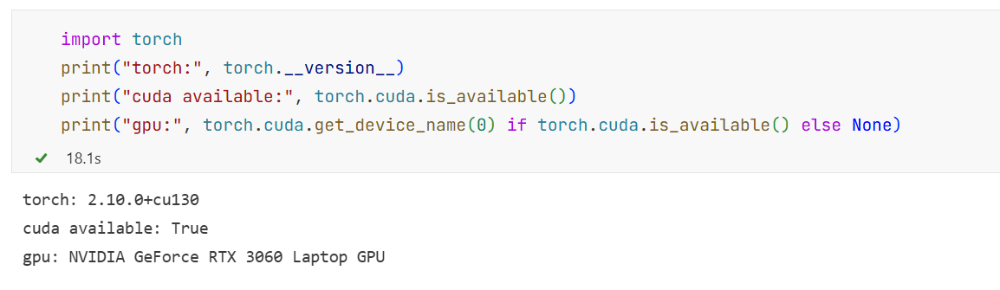 import torch
print("torch:", torch.__version__)
print("cuda available:", torch.cuda.is_available())
print("gpu:", torch.cuda.get_device_name(0) if torch.cuda.is_available() else None)
18.1s
torch: 2.10.0+cu130
cuda available: True
gpu: NVIDIA GeForce RTX 3060 Laptop GPU